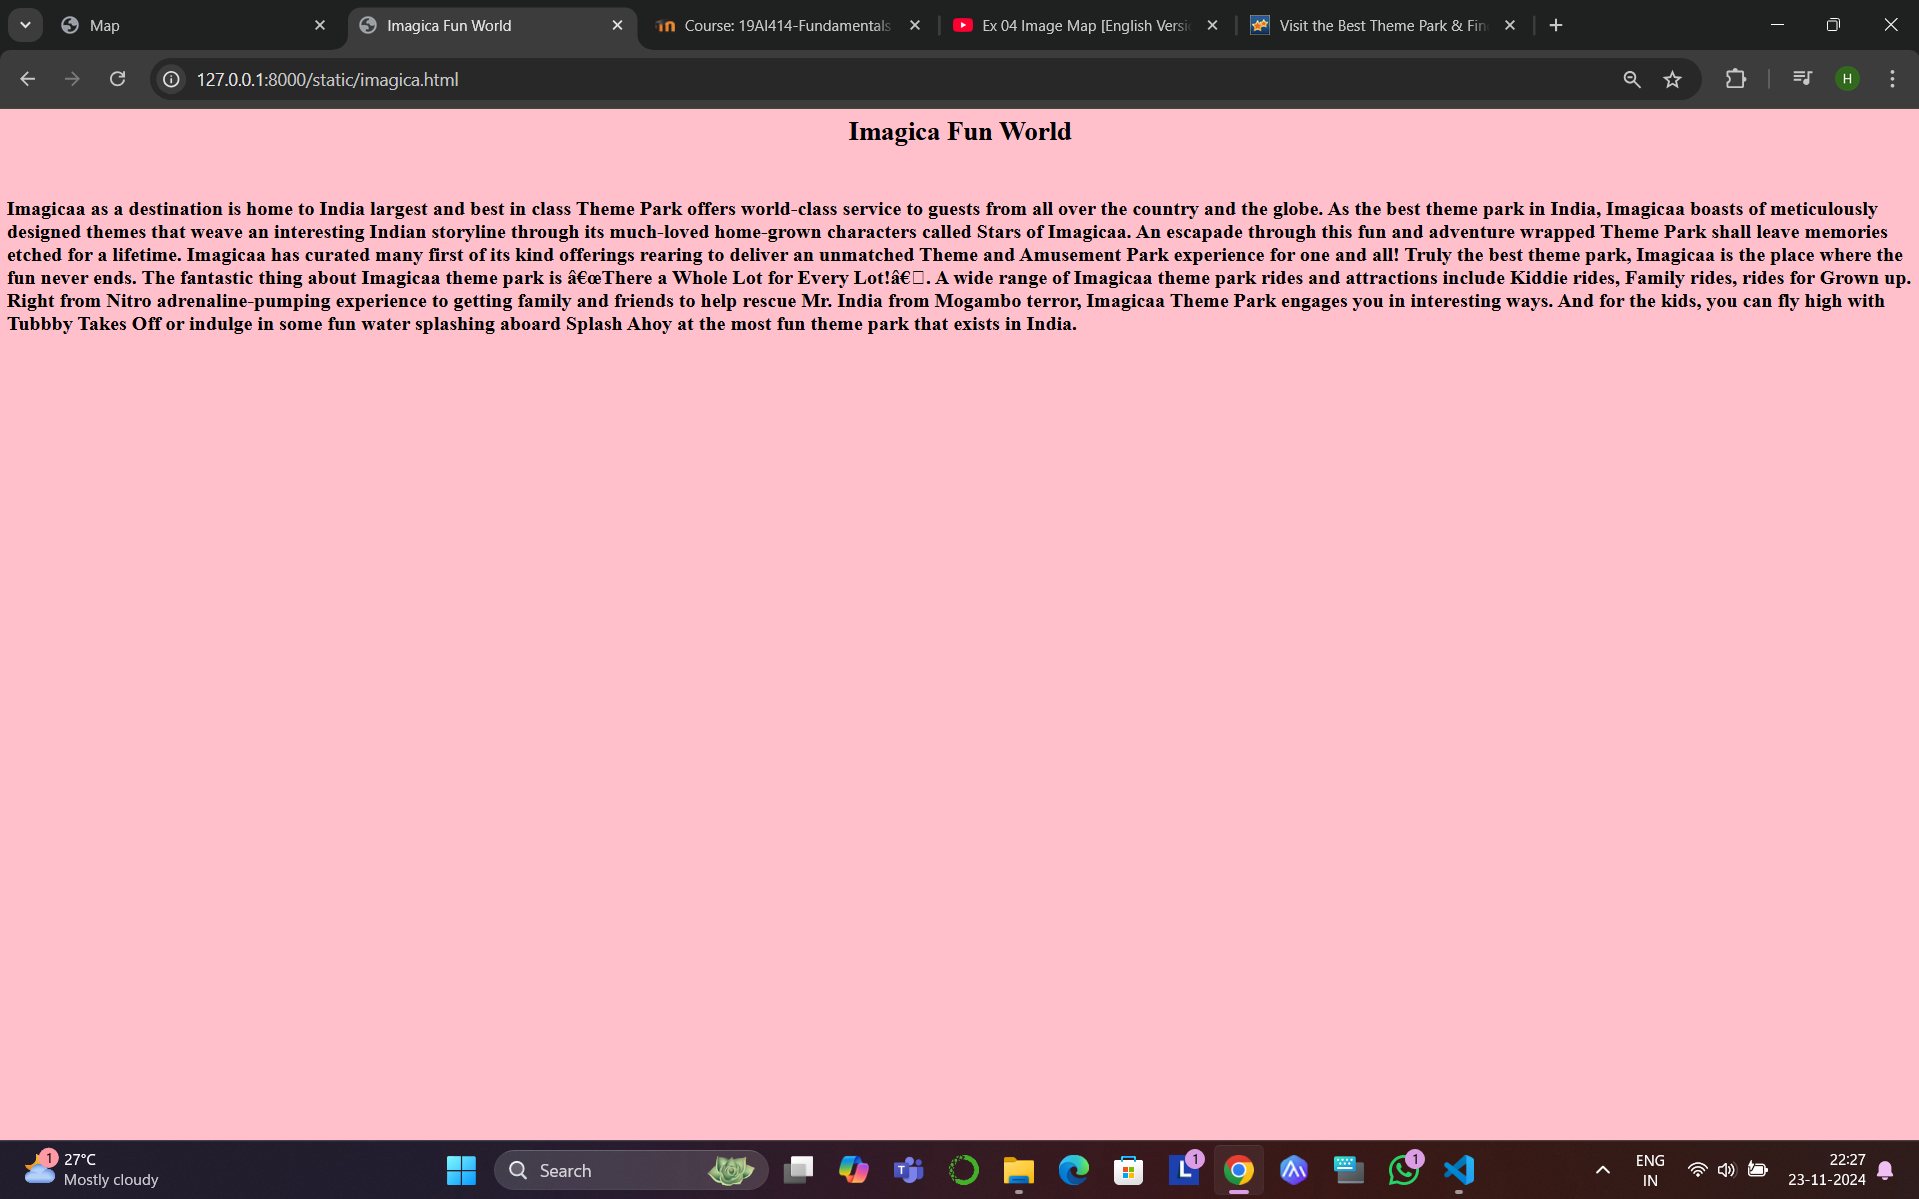 Map
Imagica Fun World
Course: 19AI414-Fundamentals
Ex 04 Image Map [English Versi
Visit the Best Theme Park & Fin
127.0.0.1:8000/static/imagica.html
H
Imagica Fun World
Imagicaa as a destination is home to India largest and best in class Theme Park offers world-class service to guests from all over the country and the globe. As the best theme park in India, Imagicaa boasts of meticulously
designed themes that weave an interesting Indian storyline through its much-loved home-grown characters called Stars of Imagicaa. An escapade through this fun and adventure wrapped Theme Park shall leave memories
etched for a lifetime. Imagicaa has curated many first of its kind offerings rearing to deliver an unmatched Theme and Amusement Park experience for one and all! Truly the best theme park, Imagicaa is the place where the
fun never ends. The fantastic thing about Imagicaa theme park is â€œThere a Whole Lot for Every Lot!â€□. A wide range of Imagicaa theme park rides and attractions include Kiddie rides, Family rides, rides for Grown up.
Right from Nitro adrenaline-pumping experience to getting family and friends to help rescue Mr. India from Mogambo terror, Imagicaa Theme Park engages you in interesting ways. And for the kids, you can fly high with
Tubbby Takes Off or indulge in some fun water splashing aboard Splash Ahoy at the most fun theme park that exists in India.
1
27°C
Mostly cloudy
Search
L
1
1
ENG
IN
22:27
23-11-2024